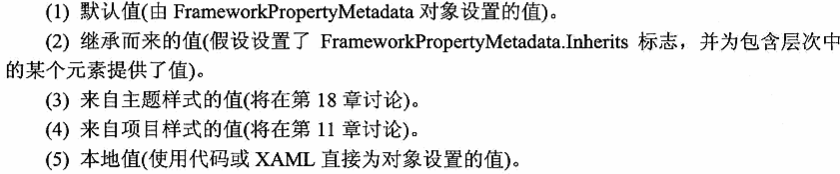 (1) 默认值(由 FrameworkPropertyMetadata 对象设置的值)。
(2) 继承而来的值(假设设置了 FrameworkPropertyMetadata.Inherits 标志，并为包含层次中
的某个元素提供了值)。
(3) 来自主题样式的值(将在第 18 章讨论)。
(4) 来自项目样式的值(将在第 11 章讨论)。
(5) 本地值(使用代码或 XAML 直接为对象设置的值)。